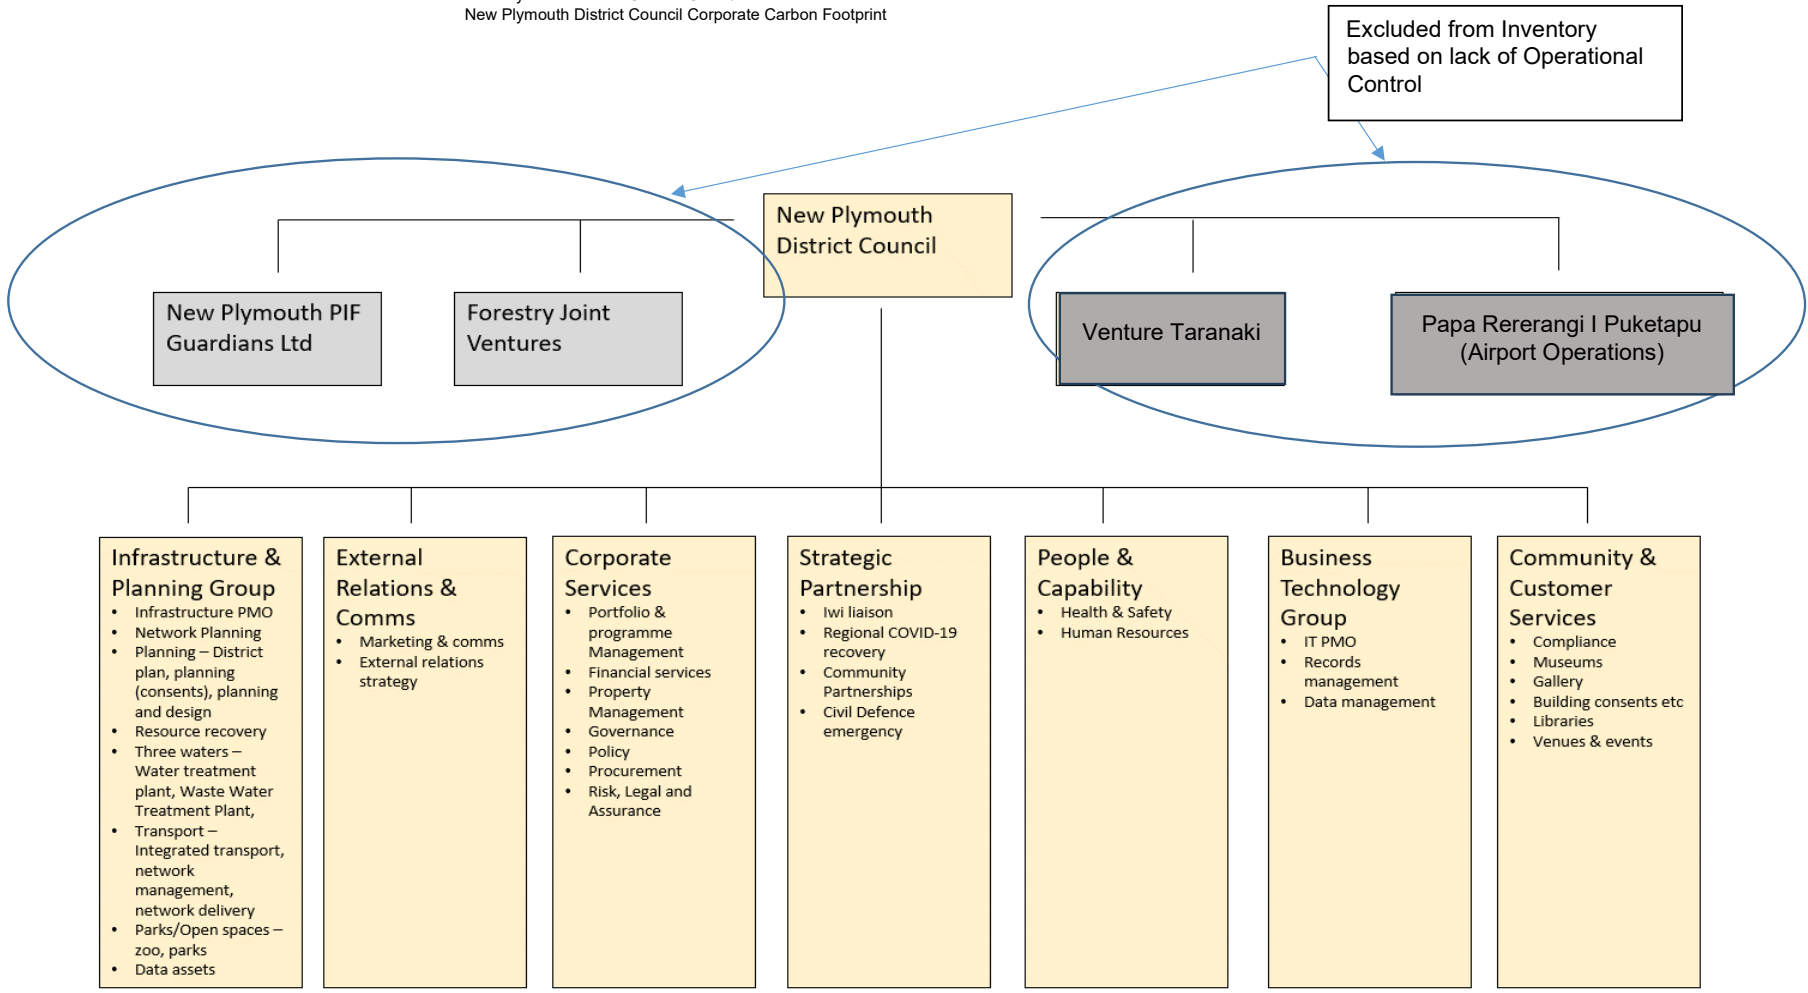 New Plymouth District Council Corporate Carbon Footprint
Excluded from Inventory
based on lack of Operational
Control
New Plymouth
District Council
New Plymouth PIF
Guardians Ltd
Forestry Joint
Ventures
Venture Taranaki
Papa Rererangi I Puketapu
(Airport Operations)
Infrastructure &
Planning Group
• Infrastructure PMO
• Network Planning
• Planning – District
plan, planning
(consents), planning
and design
• Resource recovery
• Three waters –
Water treatment
plant, Waste Water
Treatment Plant,
• Transport –
Integrated transport,
network
management,
network delivery
• Parks/Open spaces –
zoo, parks
• Data assets
External
Relations &
Comms
• Marketing & comms
• External relations
strategy
Corporate
Services
• Portfolio &
programme
Management
• Financial services
• Property
Management
• Governance
• Policy
• Procurement
• Risk, Legal and
Assurance
Strategic
Partnership
• Iwi liaison
• Regional COVID-19
recovery
• Community
Partnerships
• Civil Defence
emergency
People &
Capability
• Health & Safety
• Human Resources
Business
Technology
Group
• IT PMO
• Records
management
• Data management
Community &
Customer
Services
• Compliance
• Museums
• Gallery
• Building consents etc
• Libraries
• Venues & events